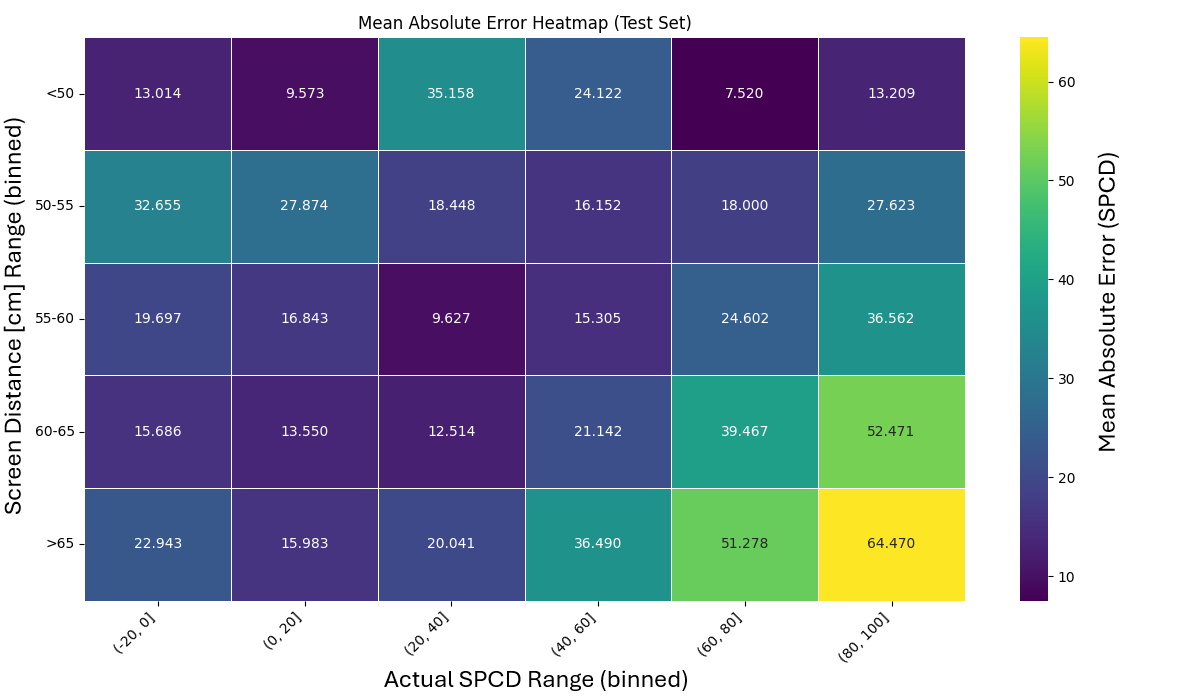 Mean Absolute Error Heatmap (Test Set)
Screen Distance [cm] Range (binned)
<50 13.014 9.573 35.158 24.122 7.520 13.209
50-55 32.655 27.874 18.448 16.152 18.000 27.623
55-60 19.697 16.843 9.627 15.305 24.602 36.562
60-65 15.686 13.550 12.514 21.142 39.467 52.471
>65 22.943 15.983 20.041 36.490 51.278 64.470
(-20, 0] (0, 20] (20, 40] (40, 60] (60, 80] (80, 100]
Actual SPCD Range (binned)
60
50
40
30
20
10
Mean Absolute Error (SPCD)